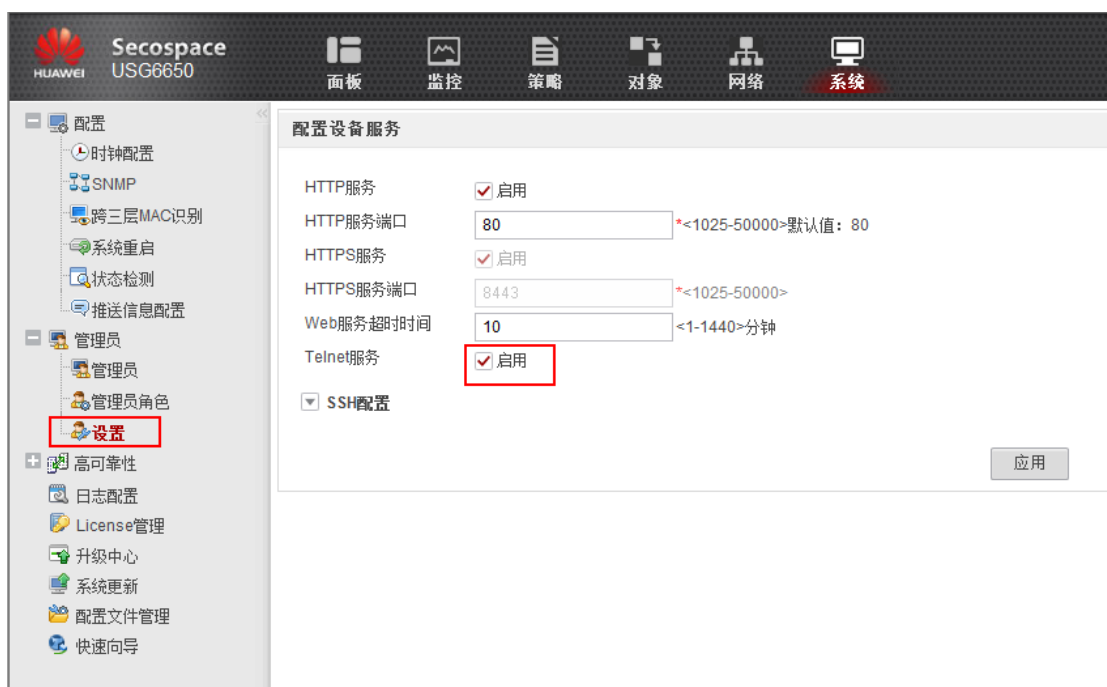 HUAWEI
Secospace
USG6650
面板
监控
策略
对象
网络
系统
配置
时钟配置
SNMP
跨三层MAC识别
系统重启
状态检测
推送信息配置
管理员
管理员
管理员角色
设置
高可靠性
日志配置
License管理
升级中心
系统更新
配置文件管理
快速向导
配置设备服务
HTTP服务 启用
HTTP服务端口 80 *<1025-50000>默认值：80
HTTPS服务 启用
HTTPS服务端口 8443 *<1025-50000>
Web服务超时时间 10 <1-1440>分钟
Telnet服务 启用
SSH配置
应用